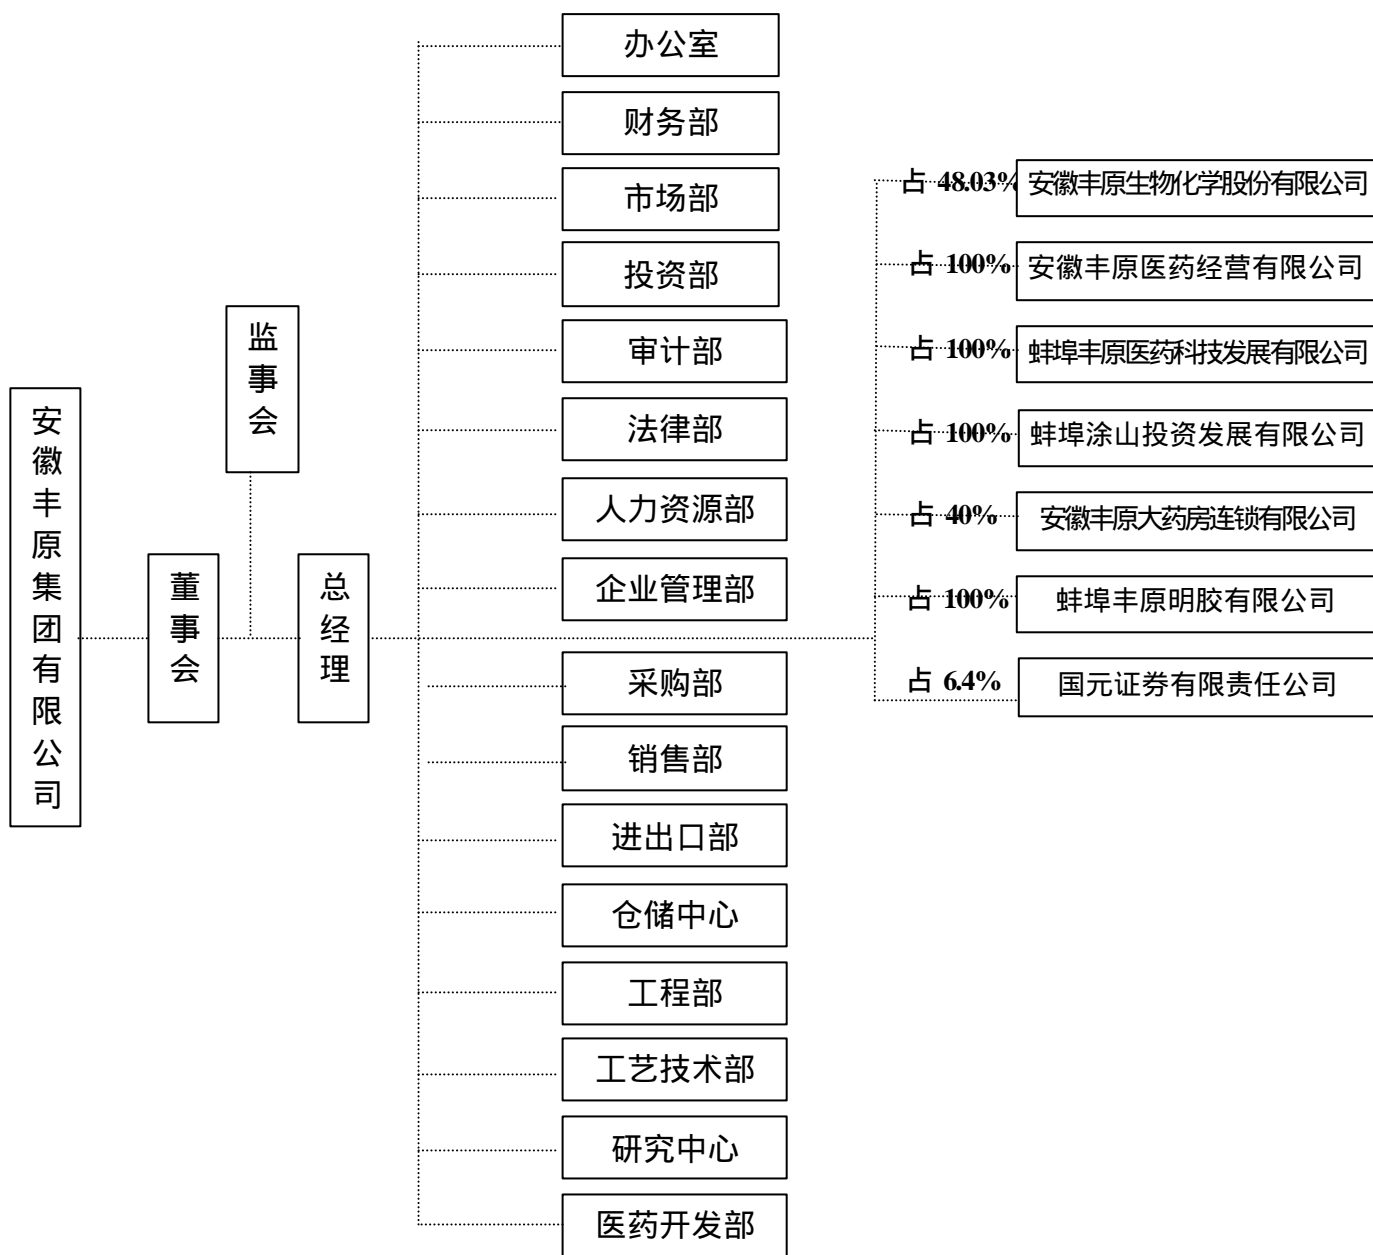 安徽丰原集团有限公司
董事会
监事会
总经理
办公室
财务部
市场部
投资部
审计部
法律部
人力资源部
企业管理部
采购部
销售部
进出口部
仓储中心
工程部
工艺技术部
研究中心
医药开发部
占 48.03% 安徽丰原生物化学股份有限公司
占 100% 安徽丰原医药经营有限公司
占 100% 蚌埠丰原医药科技发展有限公司
占 100% 蚌埠涂山投资发展有限公司
占 40% 安徽丰原大药房连锁有限公司
占 100% 蚌埠丰原明胶有限公司
占 6.4% 国元证券有限责任公司